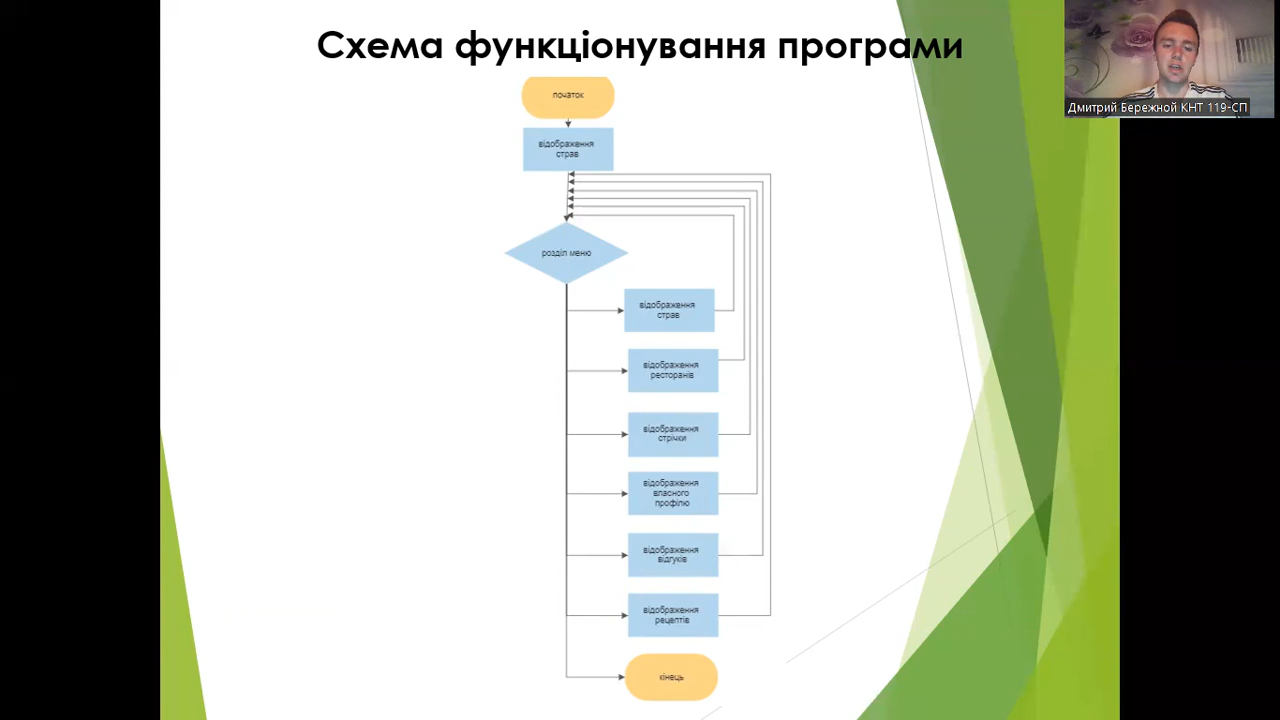 Схема функціонування програми
Дмитрий Бережной КНТ 119-СП
початок
відображення
страв
розділ меню
відображення
страв
відображення
ресторанів
відображення
стрічки
відображення
власного
профілю
відображення
відгуків
відображення
рецептів
кінець